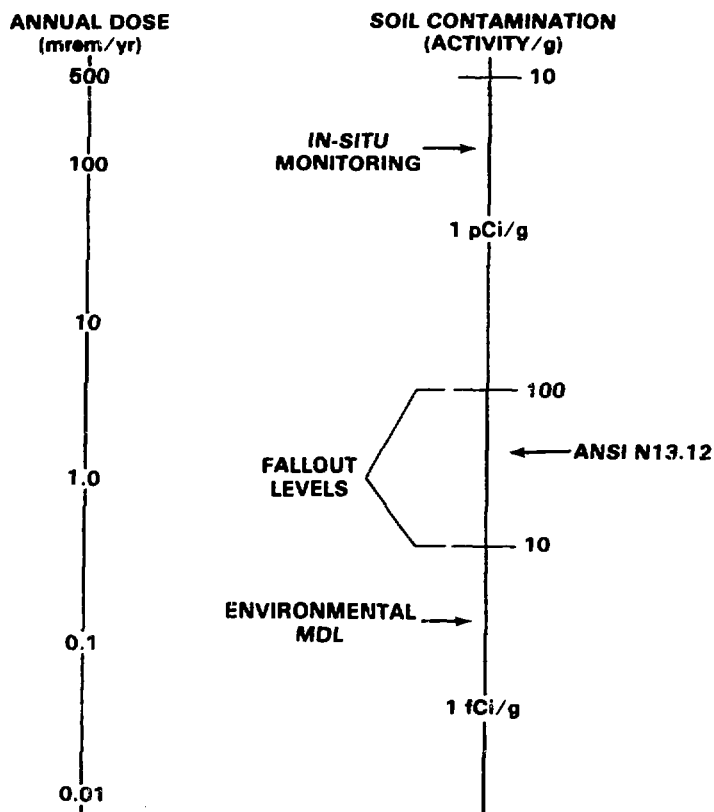 ANNUAL DOSE
(mrem/yr)
500
100
10
1.0
0.1
0.01
SOIL CONTAMINATION
(ACTIVITY/g)
10
IN-SITU
MONITORING
1 pCi/g
100
ANSI N13.12
FALLOUT
LEVELS
10
ENVIRONMENTAL
MDL
1 fCi/g